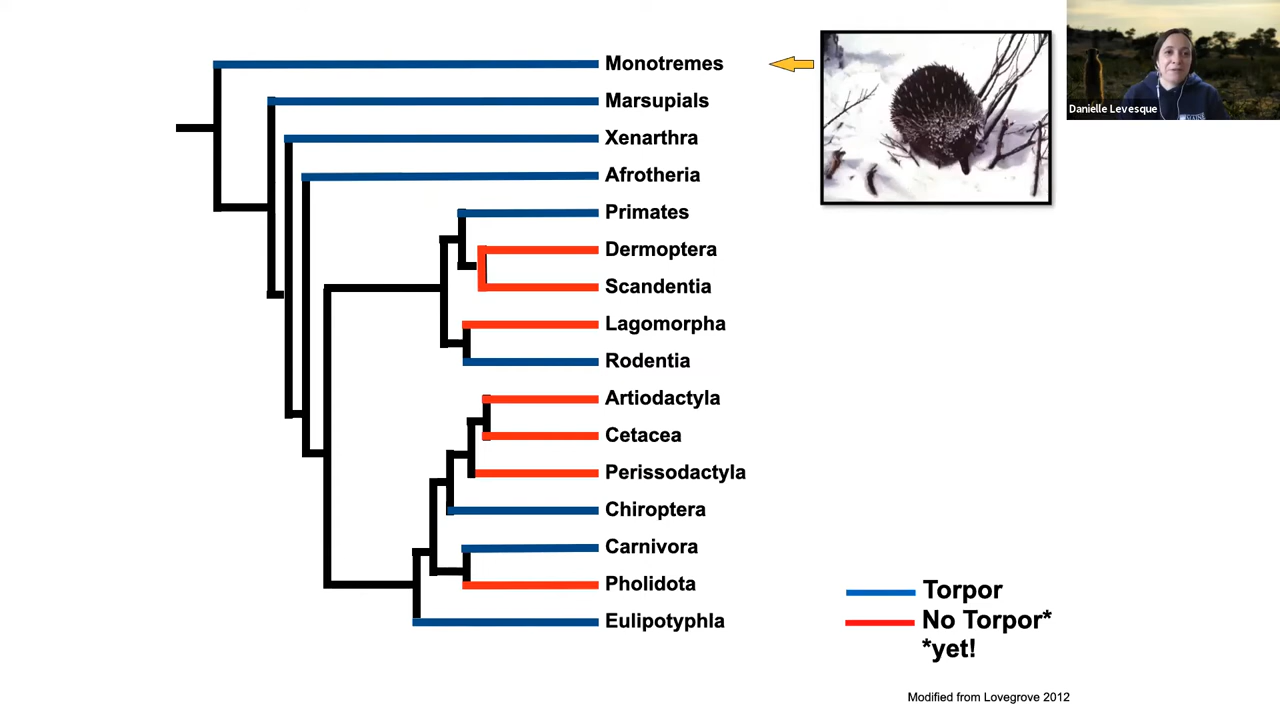 Monotremes
Marsupials
Xenarthra
Afrotheria
Primates
Dermoptera
Scandentia
Lagomorpha
Rodentia
Artiodactyla
Cetacea
Perissodactyla
Chiroptera
Carnivora
Pholidota
Eulipotyphla
Danielle Levesque
Torpor
No Torpor*
*yet!
Modified from Lovegrove 2012